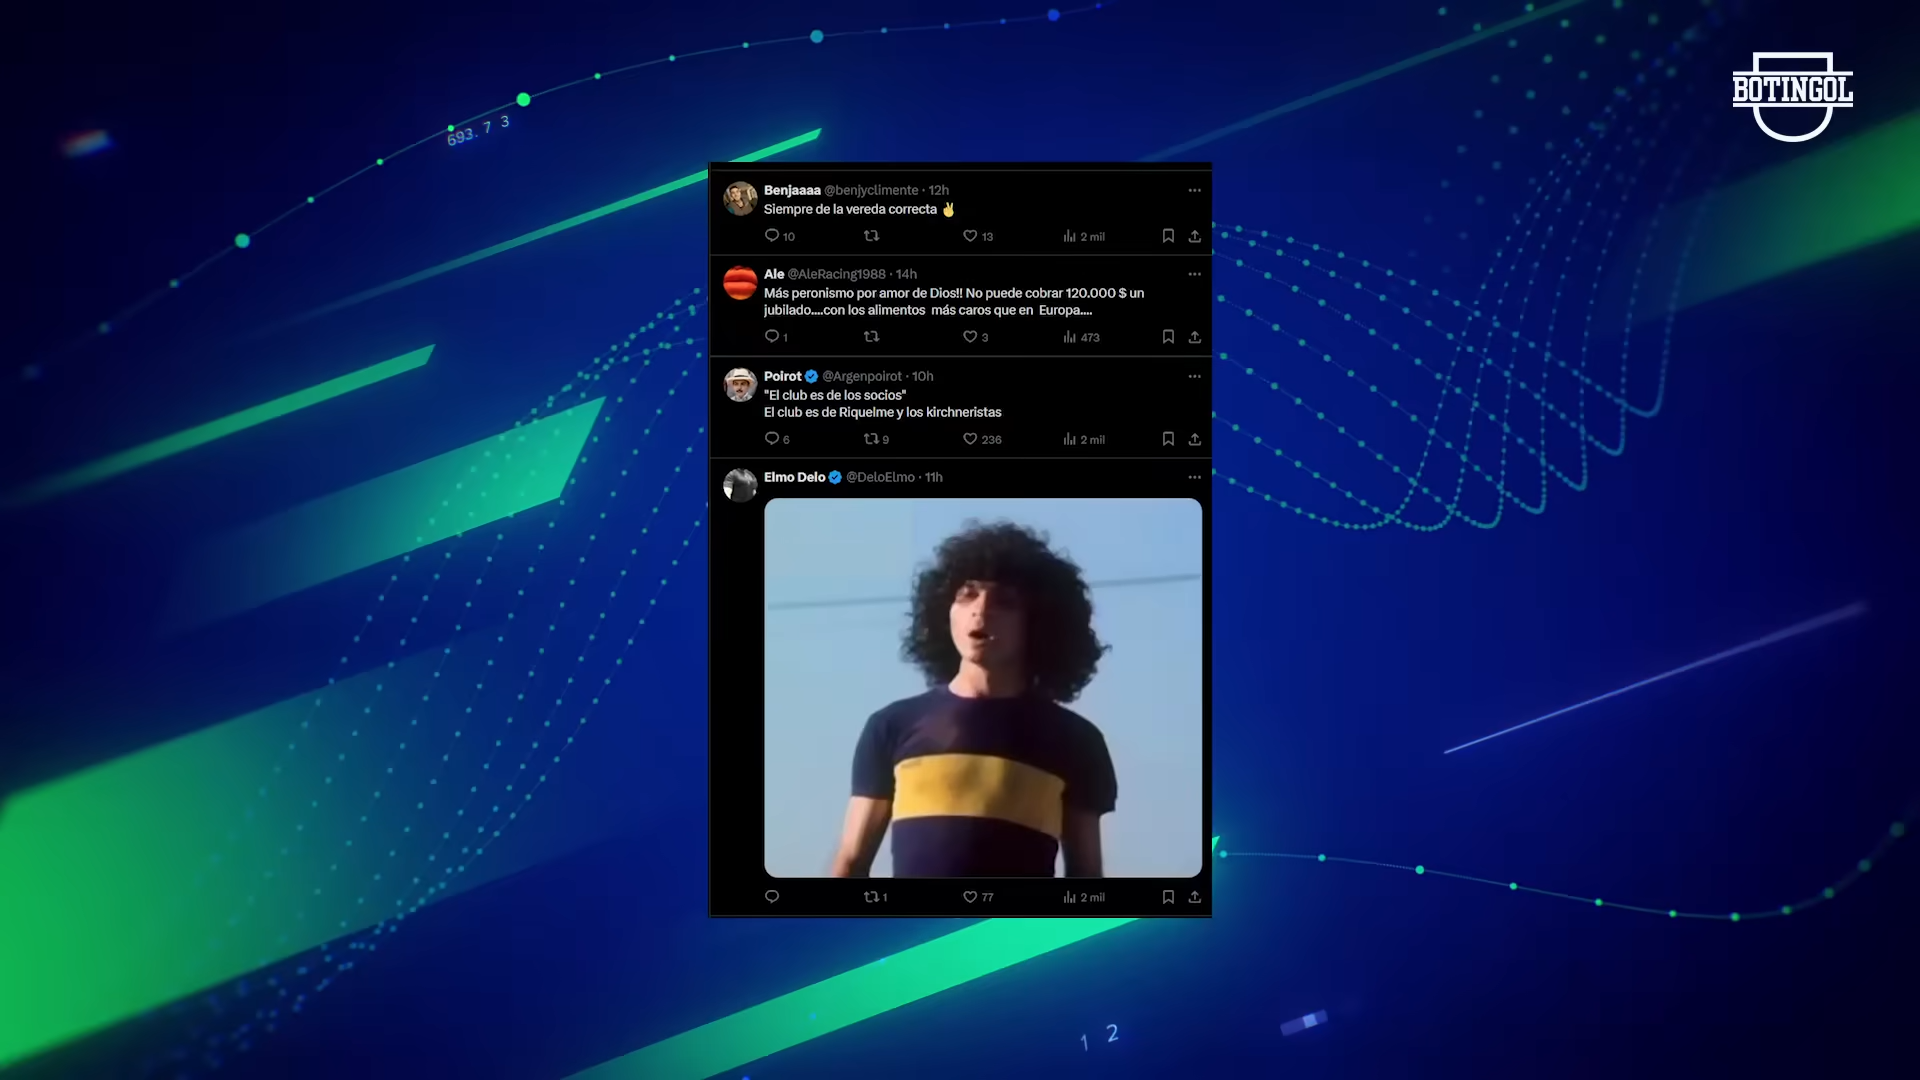 693. 7 3
BOTINGOL
Benjaaaa @benjyclimente · 12h
Siempre de la vereda correcta ✌
10 13 2 mil
Ale @AleRacing1988 · 14h
Más peronismo por amor de Dios!! No puede cobrar 120.000 $ un
jubilado....con los alimentos más caros que en Europa....
1 3 473
Poirot @Argenpoirot · 10h
"El club es de los socios"
El club es de Riquelme y los kirchneristas
6 9 236 2 mil
Elmo Delo @DeloElmo · 11h
1 77 2 mil
1 2